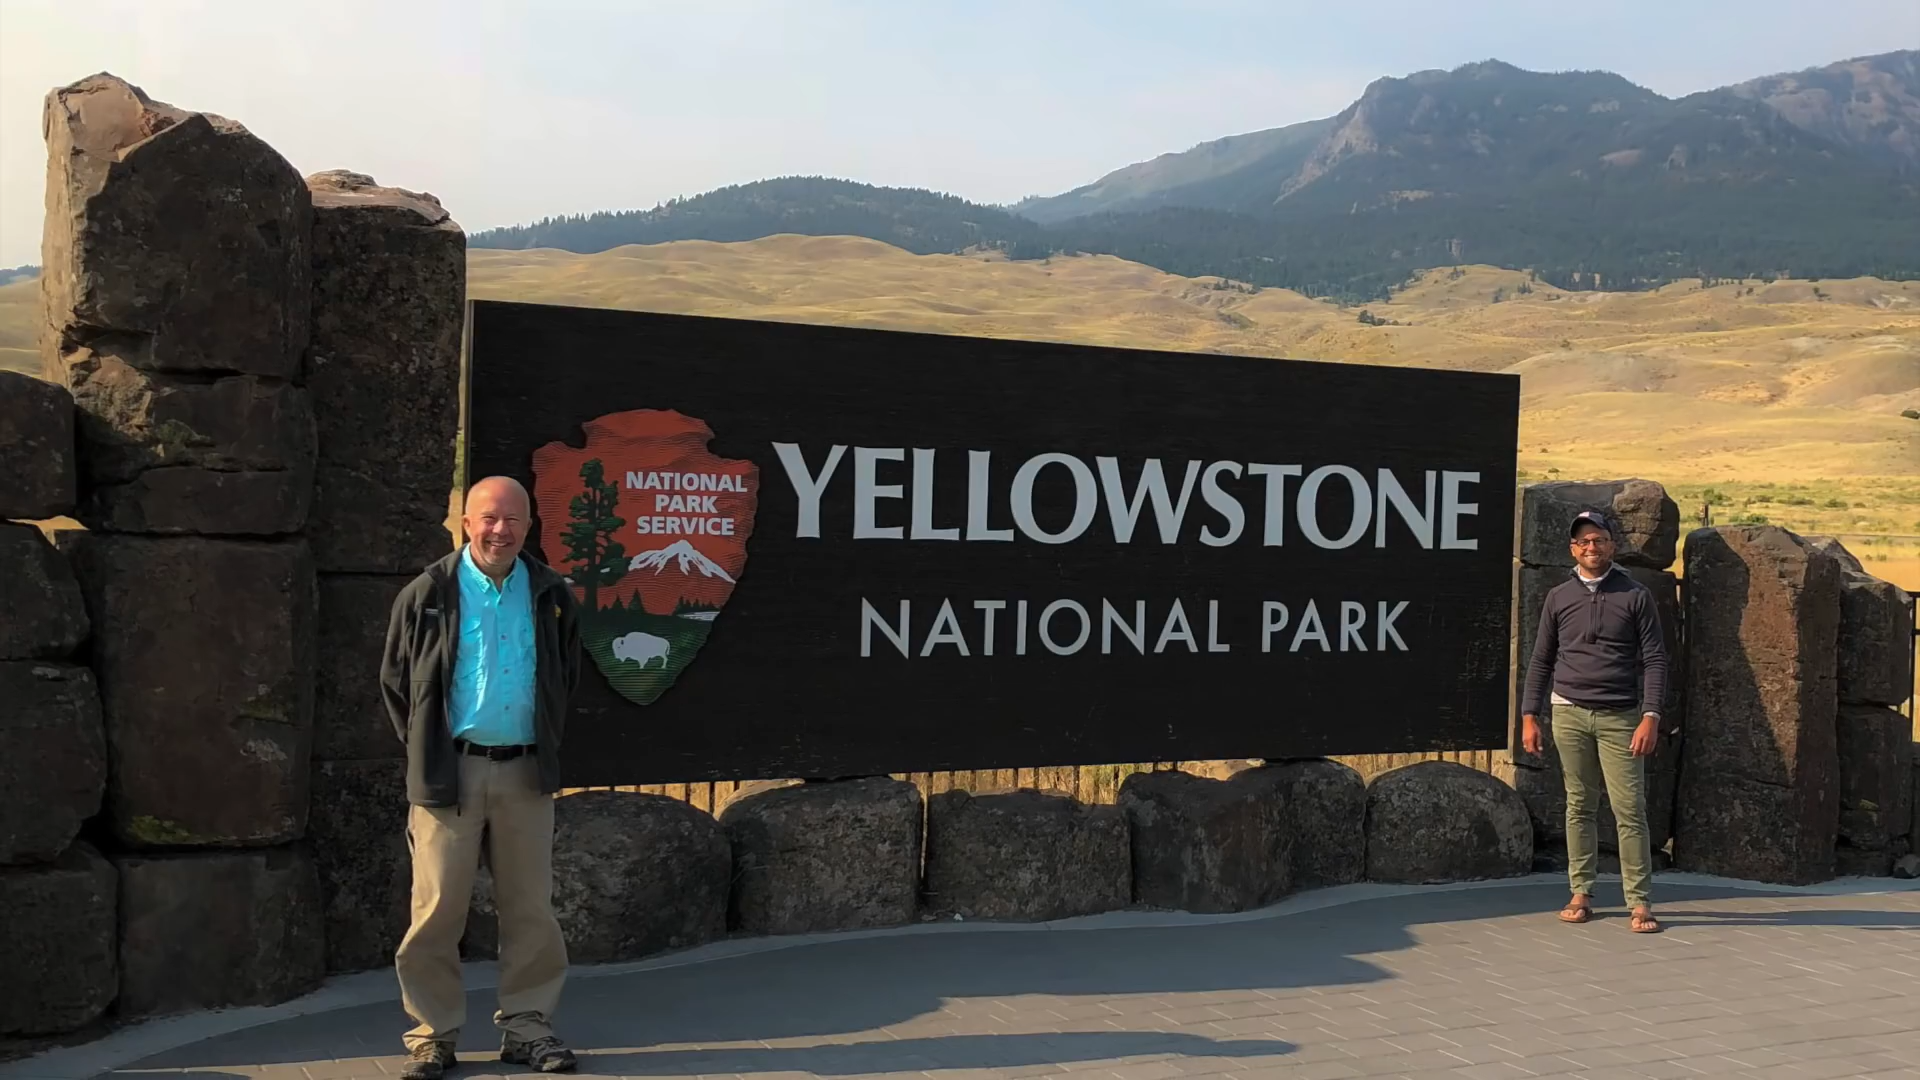 NATIONAL
PARK
SERVICE
YELLOWSTONE
NATIONAL PARK